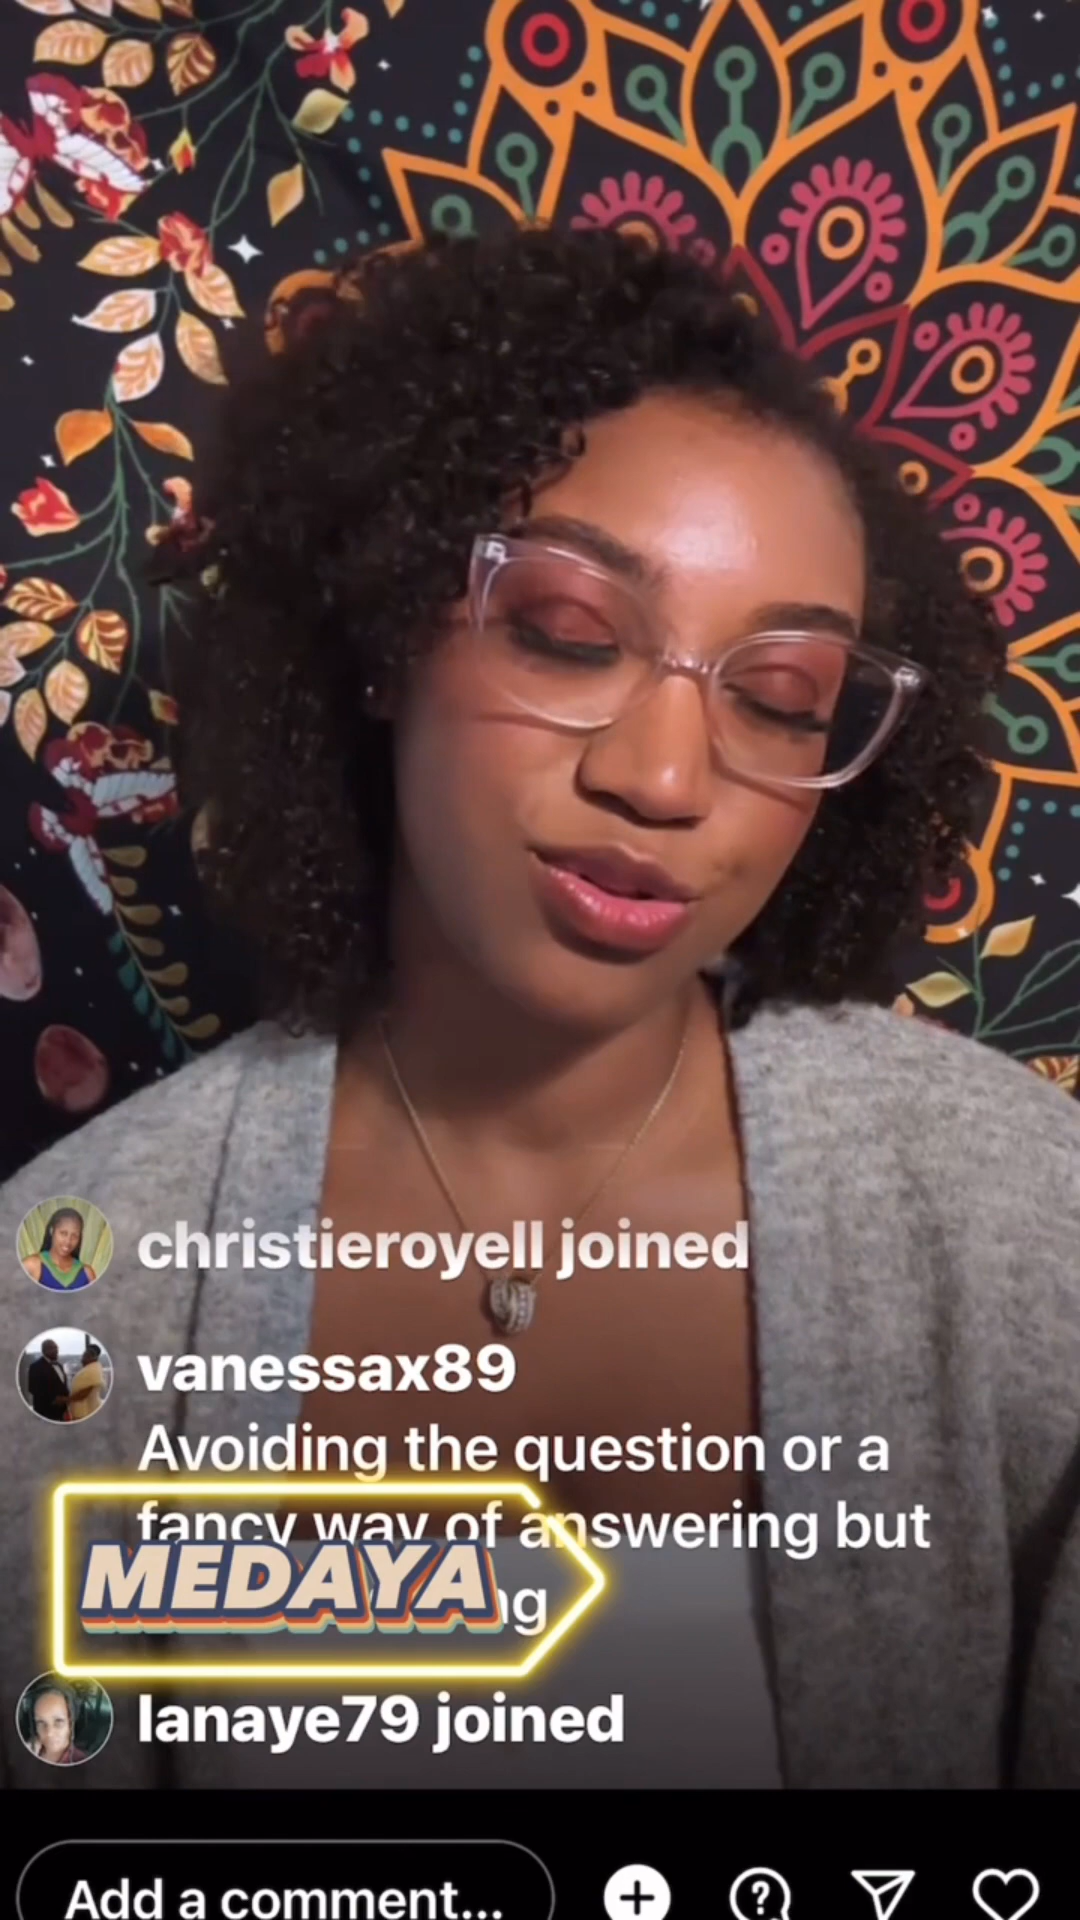 christieroyell joined
vanessax89
Avoiding the question or a
fancy way of answering but
MEDAYA
lanaye79 joined
Add a comment...